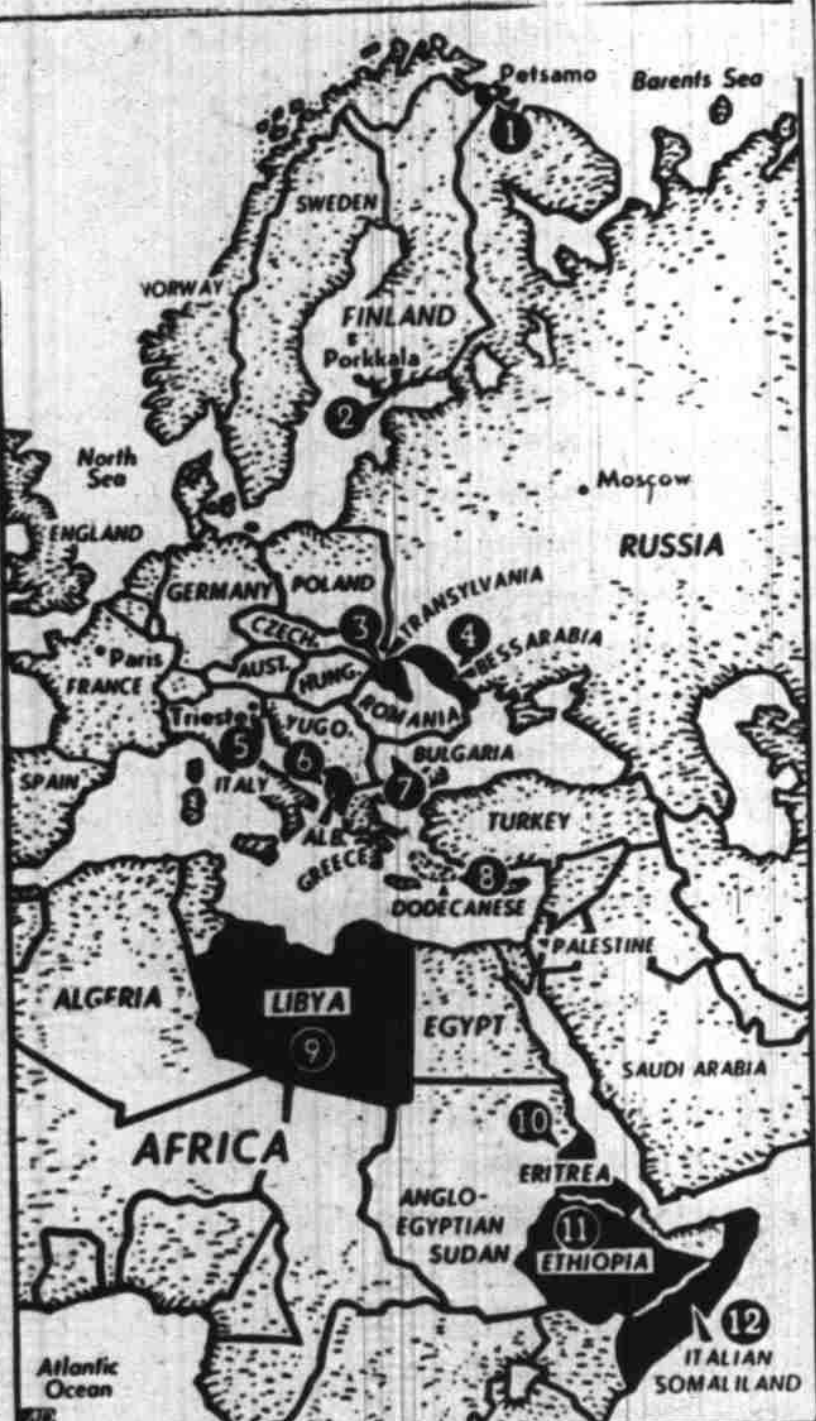 Petsamo
Barents Sea
1
SWEDEN
NORWAY
FINLAND
Porkkala
2
North
Sea
Moscow
ENGLAND
RUSSIA
GERMANY
POLAND
TRANSYLVANIA
CZECH.
3
4
BESSARABIA
Paris
AUST.
HUNG.
FRANCE
ROMANIA
Trieste
YUGO.
5
6
BULGARIA
SPAIN
ITALY
7
TURKEY
ALB.
GREECE
8
DODECANESE
PALESTINE
ALGERIA
LIBYA
EGYPT
9
SAUDI ARABIA
10
AFRICA
ERITREA
ANGLO-
EGYPTIAN
SUDAN
11
ETHIOPIA
12
ITALIAN
SOMALILAND
Atlantic
Ocean